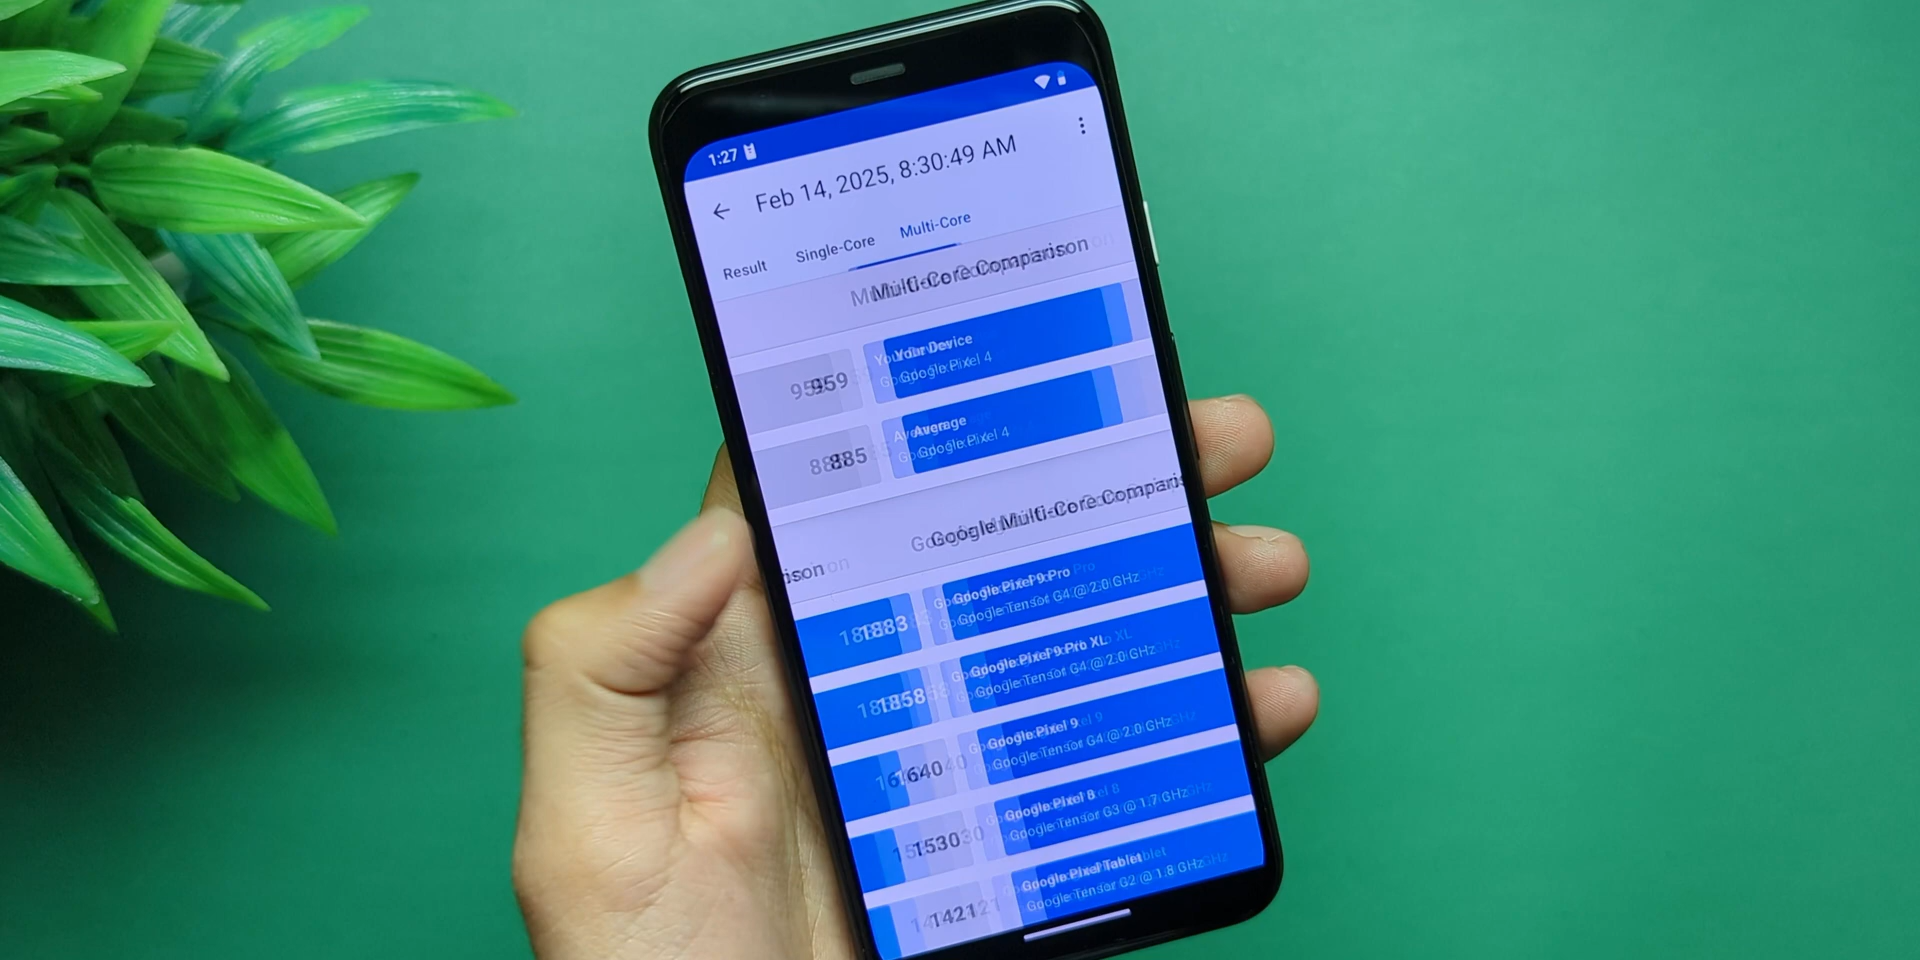 1:27
Feb 14, 2025, 8:30:49 AM
Result Single-Core Multi-Core
Multi-Core Comparison
959 Your Device
Google Pixel 4
885 Average
Google Pixel 4
Google Multi-Core Comparis
ison
1883 Google Pixel 9 Pro
Google Tensor G4 @ 2.0 GHz
1858 Google Pixel 9 Pro XL
Google Tensor G4 @ 2.0 GHz
1640 Google Pixel 9
Google Tensor G4 @ 2.0 GHz
1530 Google Pixel 8
Google Tensor G3 @ 1.7 GHz
1421 Google Pixel Tablet
Google Tensor G2 @ 1.8 GHz